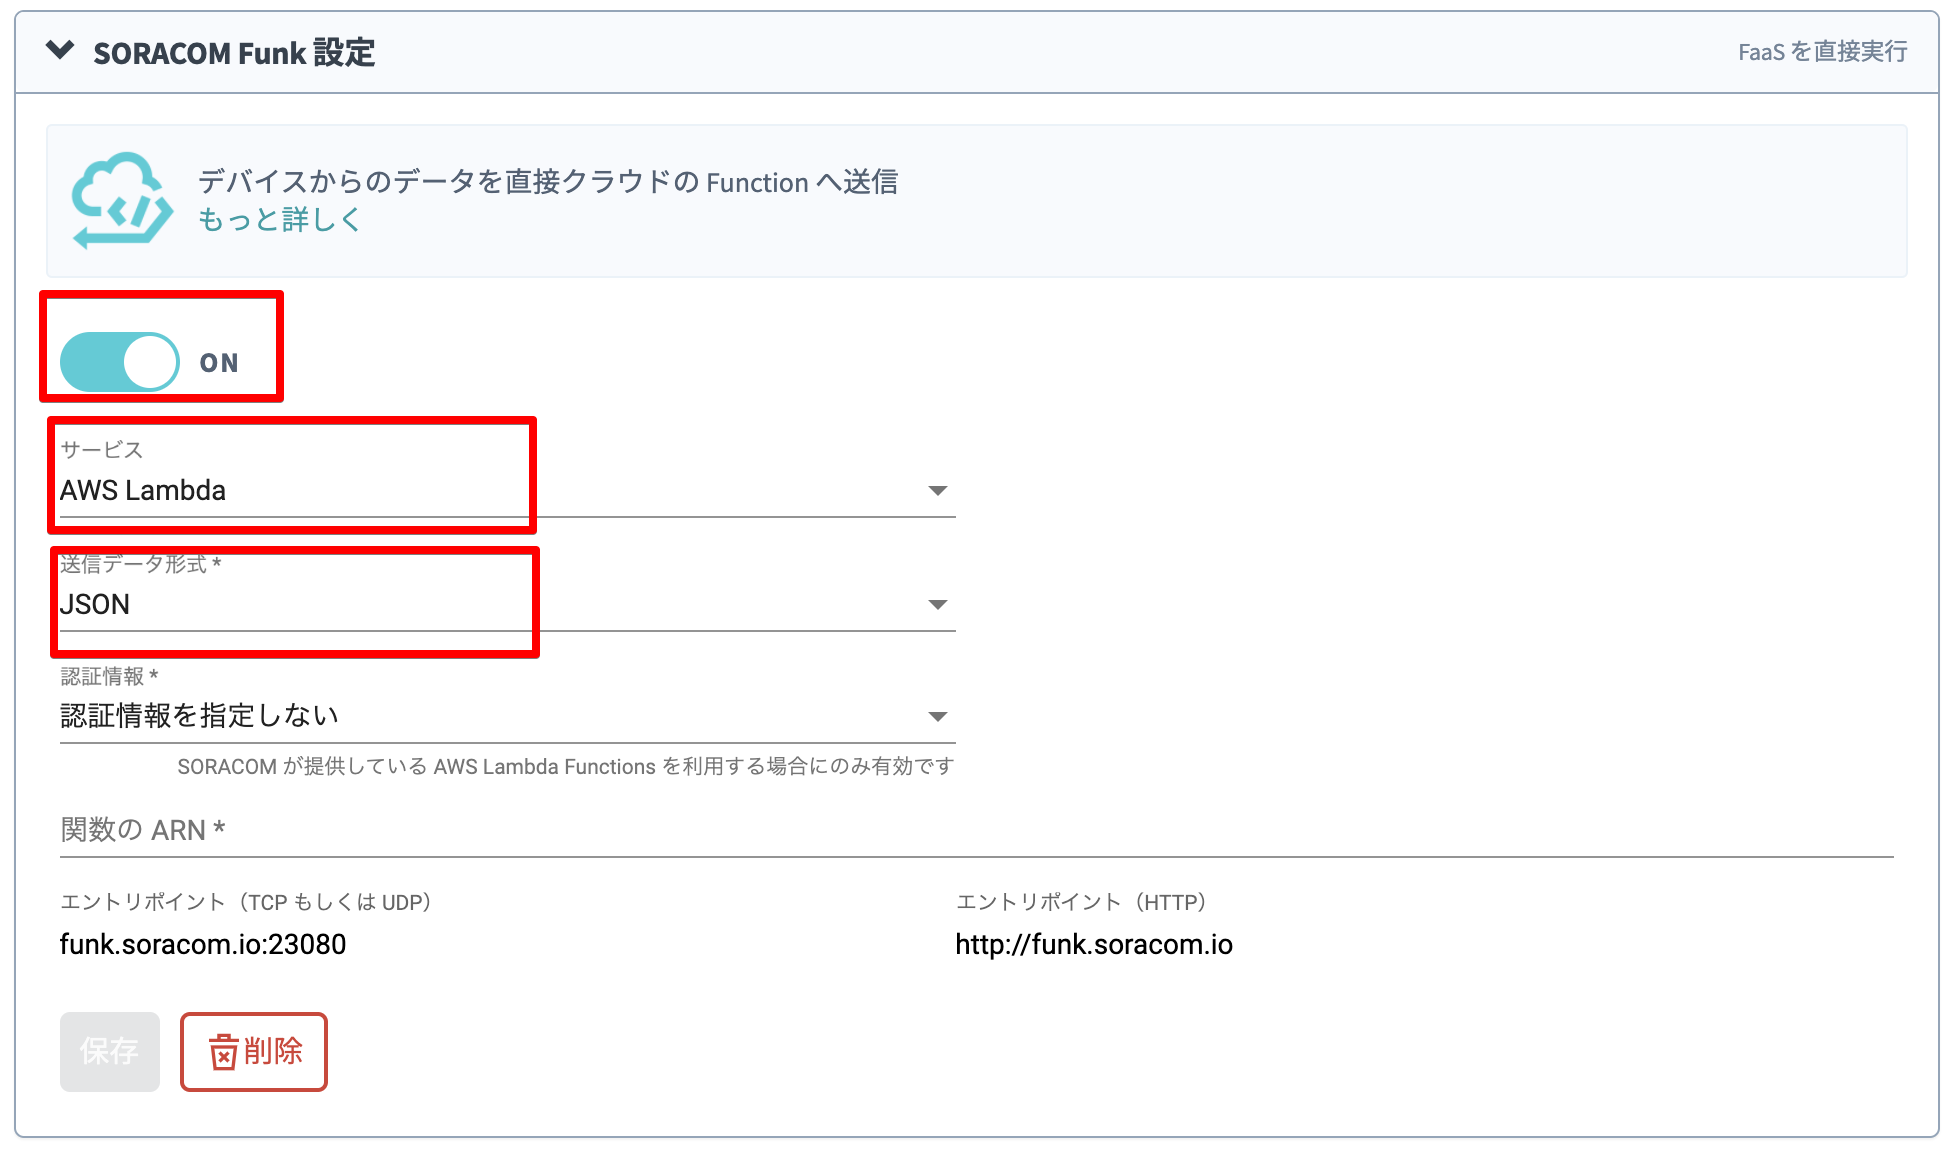 SORACOM Funk 設定
FaaS を直接実行
デバイスからのデータを直接クラウドの Function へ送信
もっと詳しく
ON
サービス
AWS Lambda
送信データ形式 *
JSON
認証情報 *
認証情報を指定しない
SORACOM が提供している AWS Lambda Functions を利用する場合にのみ有効です
関数の ARN *
エントリポイント（TCP もしくは UDP）
funk.soracom.io:23080
エントリポイント（HTTP）
http://funk.soracom.io
保存
削除